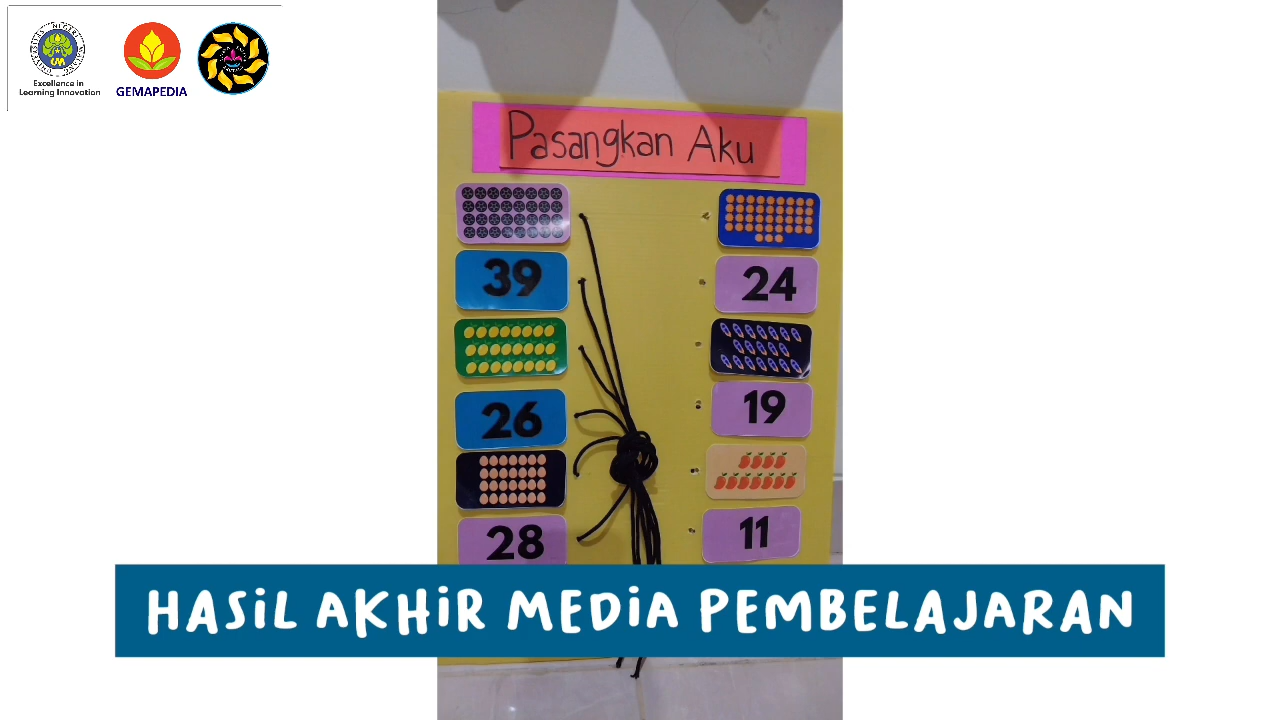 Excellence in
Learning Innovation
GEMAPEDIA
Pasangkan Aku
39
24
26
19
28
11
HASIL AKHIR MEDIA PEMBELAJARAN